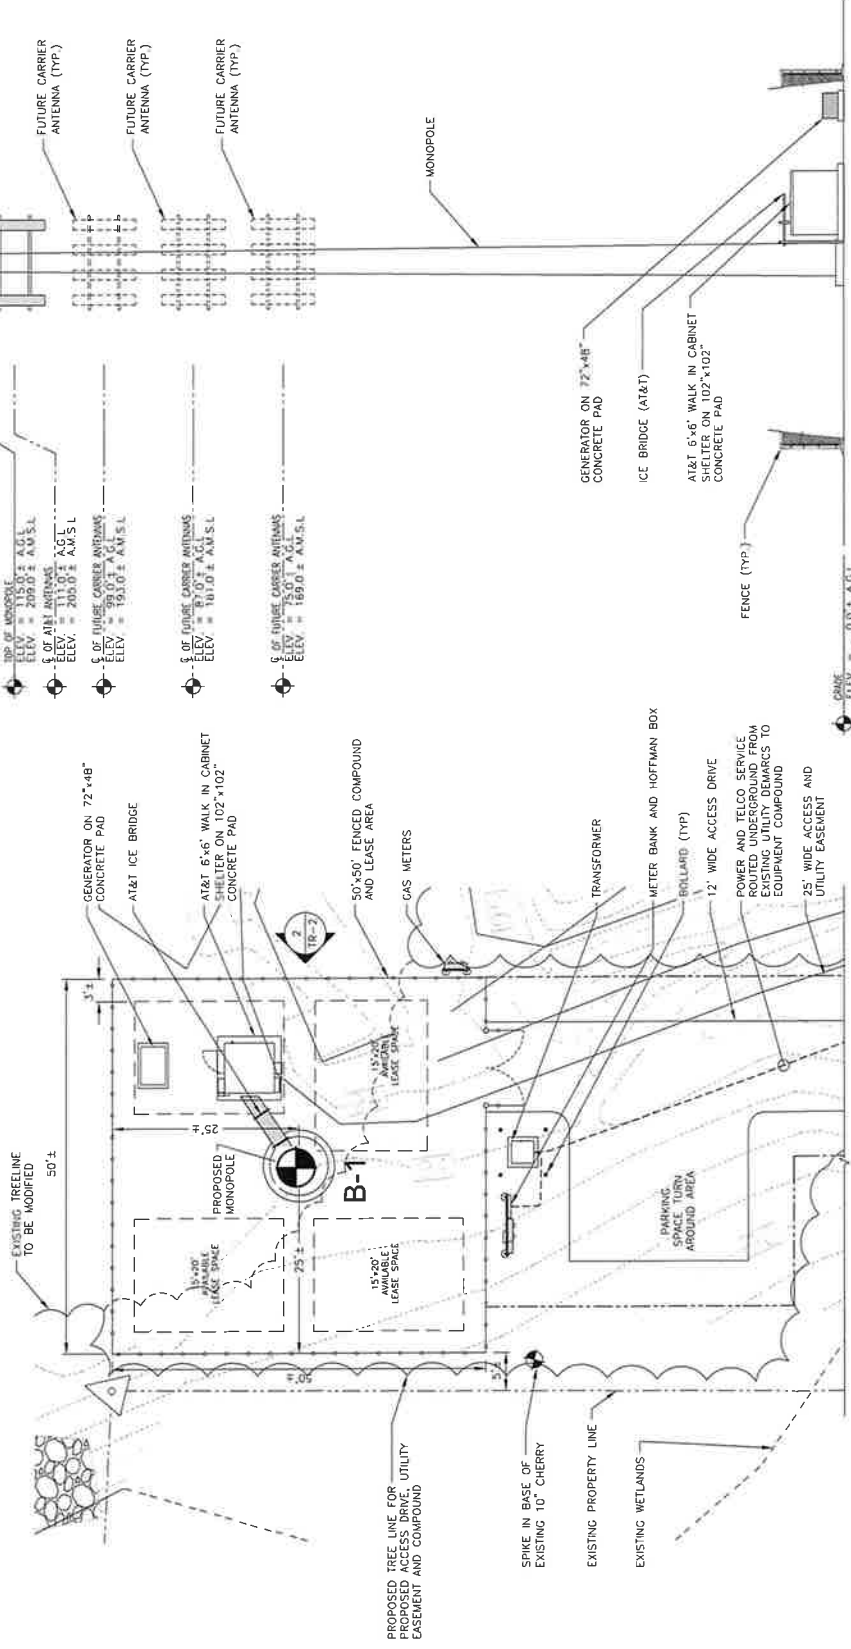 EXISTING TREELINE
TO BE MODIFIED
50'±
3'±
GENERATOR ON 72"x48"
CONCRETE PAD
AT&T ICE BRIDGE
AT&T 6'x6' WALK IN CABINET
SHELTER ON 102"x102"
CONCRETE PAD
2
TR-2
50'x50' FENCED COMPOUND
AND LEASE AREA
GAS METERS
TRANSFORMER
METER BANK AND HOFFMAN BOX
BOLLARD (TYP)
12' WIDE ACCESS DRIVE
POWER AND TELCO SERVICE
ROUTED UNDERGROUND FROM
EXISTING UTILITY DEMARCS TO
EQUIPMENT COMPOUND
25' WIDE ACCESS AND
UTILITY EASEMENT
25'±
PROPOSED
MONOPOLE
B-1
15'x20'
AVAILABLE
LEASE SPACE
15'x20'
AVAILABLE
LEASE SPACE
15'x20'
AVAILABLE
LEASE SPACE
25'±
50'±
5'±
PARKING
SPACE TURN
AROUND AREA
PROPOSED TREE LINE FOR
PROPOSED ACCESS DRIVE, UTILITY
EASEMENT AND COMPOUND
SPIKE IN BASE OF
EXISTING 10" CHERRY
EXISTING PROPERTY LINE
EXISTING WETLANDS
TOP OF MONOPOLE
ELEV. = 115.0'± A.G.L
ELEV. = 209.0'± A.M.S.L
℄ OF AT&T ANTENNAS
ELEV. = 111.0'± A.G.L
ELEV. = 205.0'± A.M.S.L
℄ OF FUTURE CARRIER ANTENNAS
ELEV. = 99.0'± A.G.L
ELEV. = 193.0'± A.M.S.L
℄ OF FUTURE CARRIER ANTENNAS
ELEV. = 87.0'± A.G.L
ELEV. = 181.0'± A.M.S.L
℄ OF FUTURE CARRIER ANTENNAS
ELEV. = 75.0'± A.G.L
ELEV. = 169.0'± A.M.S.L
FUTURE CARRIER
ANTENNA (TYP.)
FUTURE CARRIER
ANTENNA (TYP.)
FUTURE CARRIER
ANTENNA (TYP.)
MONOPOLE
GENERATOR ON 72"x48"
CONCRETE PAD
ICE BRIDGE (AT&T)
AT&T 6'x6' WALK IN CABINET
SHELTER ON 102"x102"
CONCRETE PAD
FENCE (TYP.)
GRADE
ELEV. = 0.0'± A.G.L